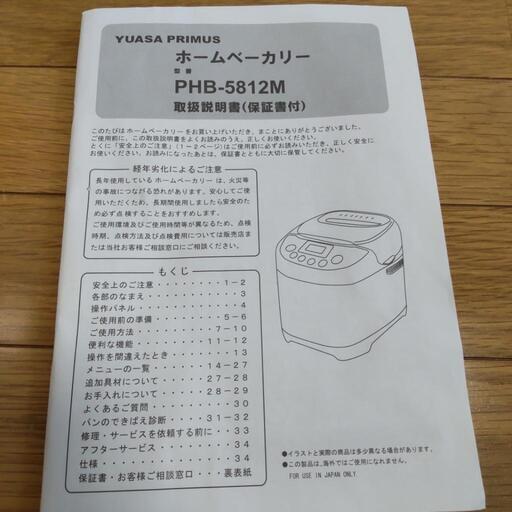 YUASA PRIMUS
ホームベーカリー
型番
PHB-5812M
取扱説明書(保証書付)
このたびはホームベーカリーをお買い上げいただき、まことにありがとうございました。
ご使用前に、この取扱説明書をよくお読みのうえ、正しくお使いください。
とくに「安全上のご注意」(1~2ページ)はご使用前に必ずお読みいただき、正しく安全に
お使いください。お読みになったあとは、保証書とともに大切に保管してください。
経年劣化によるご注意
長年使用している ホームベーカリー は、火災等
の事故につながる恐れがあります。安心してご使
用いただくため、長期間使用しましたら安全のた
め必ず点検することをおすすめします。
ご使用環境及びご使用時間等が異なるため、点検
時期、点検方法及び点検費用については販売店ま
たは当社お客様ご相談窓口にご相談ください。
もくじ
安全上のご注意・・・・・・・・・1-2
各部のなまえ・・・・・・・・・・3
操作パネル・・・・・・・・・・・4
ご使用前の準備・・・・・・・・・5-6
ご使用方法・・・・・・・・・・・7-10
便利な機能・・・・・・・・・・・11-12
操作を間違えたとき・・・・・・・13
メニューの一覧・・・・・・・・・14-27
追加具材について・・・・・・・・27-28
お手入れについて・・・・・・・・28-29
よくあるご質問・・・・・・・・・30
パンのできばえ診断・・・・・・・31-32
修理・サービスを依頼する前に・・・33
アフターサービス・・・・・・・・34
仕様・・・・・・・・・・・・・・34
保証書・お客様ご相談窓口・・・裏表紙
●イラストと実際の商品は多少異なる場合があります。
●この製品は、海外ではご使用になれません。
FOR USE IN JAPAN ONLY.